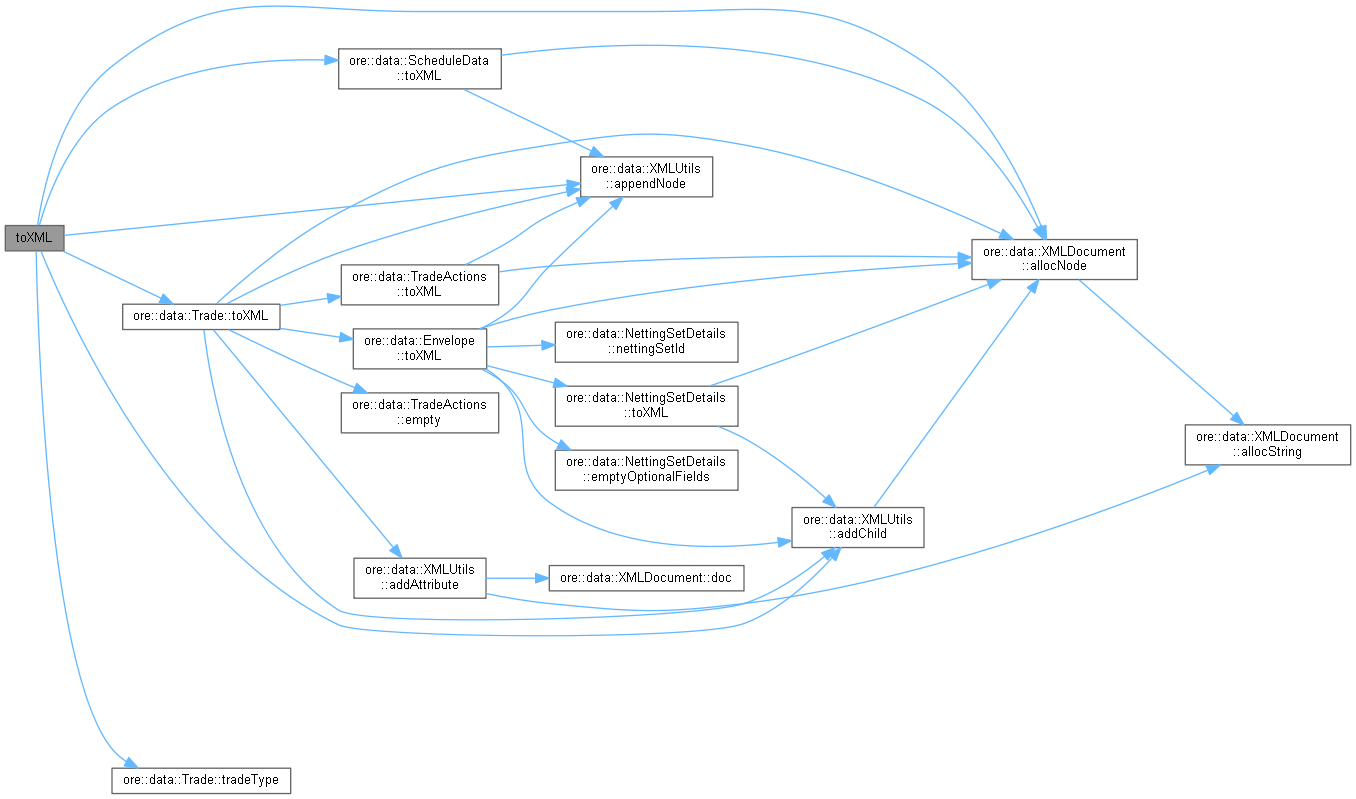 toXML
ore::data::ScheduleData
::toXML
ore::data::XMLUtils
::appendNode
ore::data::XMLDocument
::allocNode
ore::data::TradeActions
::toXML
ore::data::Trade::toXML
ore::data::Envelope
::toXML
ore::data::NettingSetDetails
::nettingSetId
ore::data::NettingSetDetails
::toXML
ore::data::TradeActions
::empty
ore::data::XMLDocument
::allocString
ore::data::NettingSetDetails
::emptyOptionalFields
ore::data::XMLUtils
::addChild
ore::data::XMLUtils
::addAttribute
ore::data::XMLDocument::doc
ore::data::Trade::tradeType